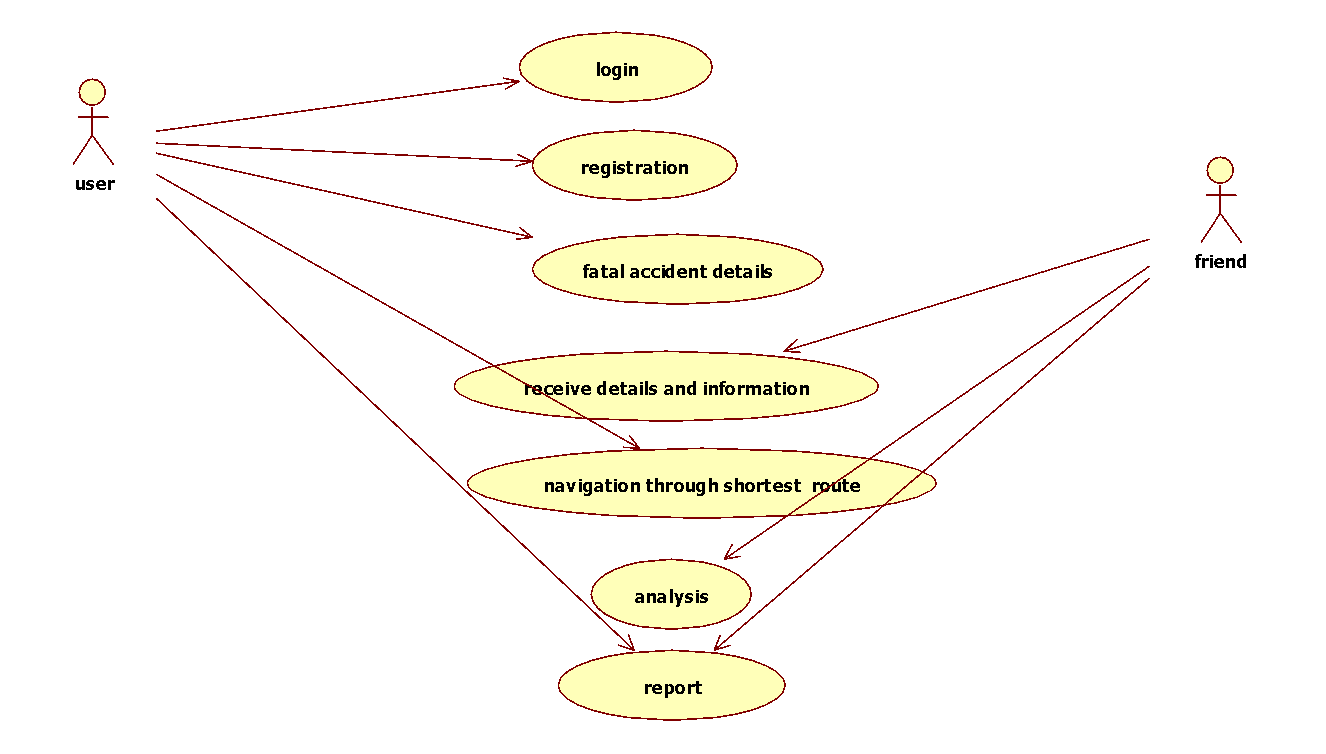 login
registration
user
fatal accident details
friend
receive details and information
navigation through shortest  route
analysis
report